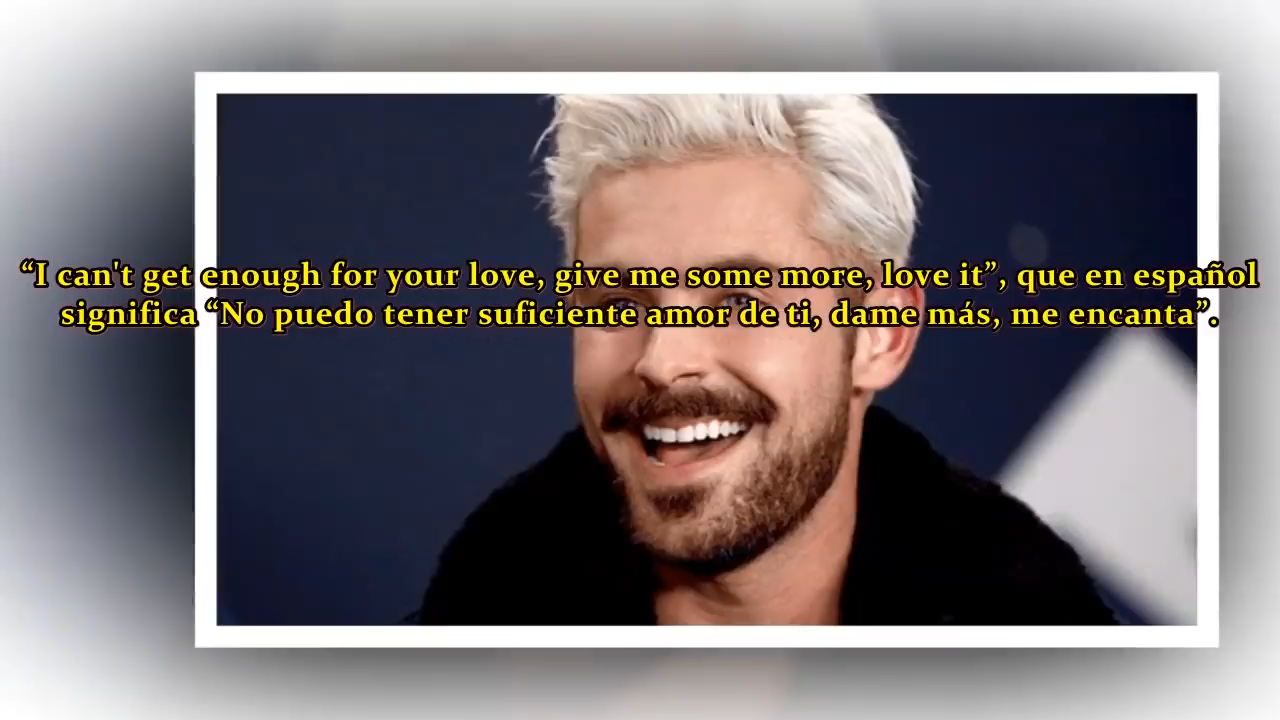 “I can't get enough for your love, give me some more, love it”, que en español
significa “No puedo tener suficiente amor de ti, dame más, me encanta”.